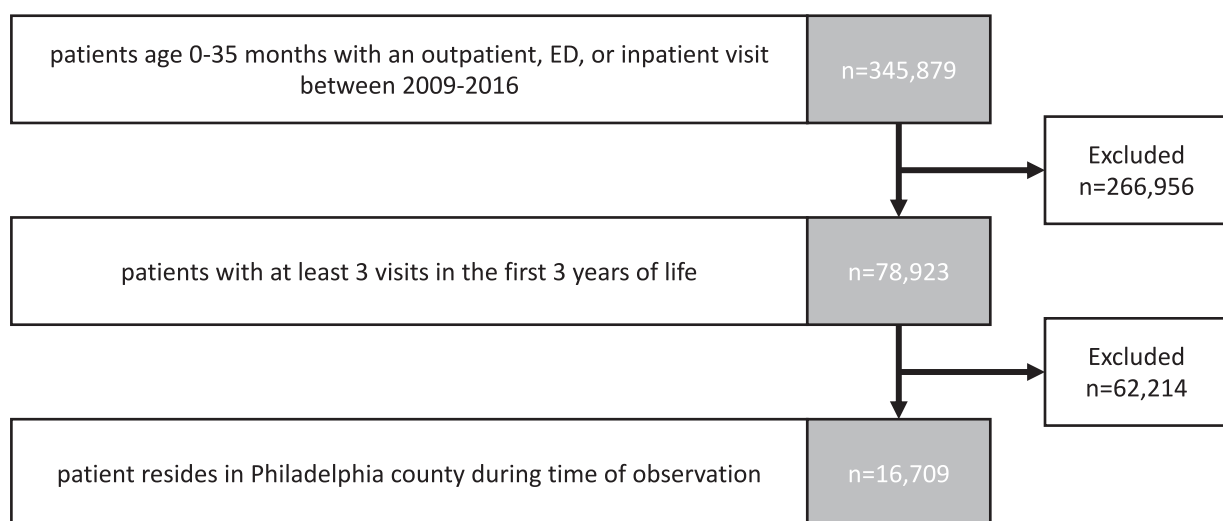 patients age 0-35 months with an outpatient, ED, or inpatient visit
between 2009-2016
n=345,879
Excluded
n=266,956
patients with at least 3 visits in the first 3 years of life
n=78,923
Excluded
n=62,214
patient resides in Philadelphia county during time of observation
n=16,709